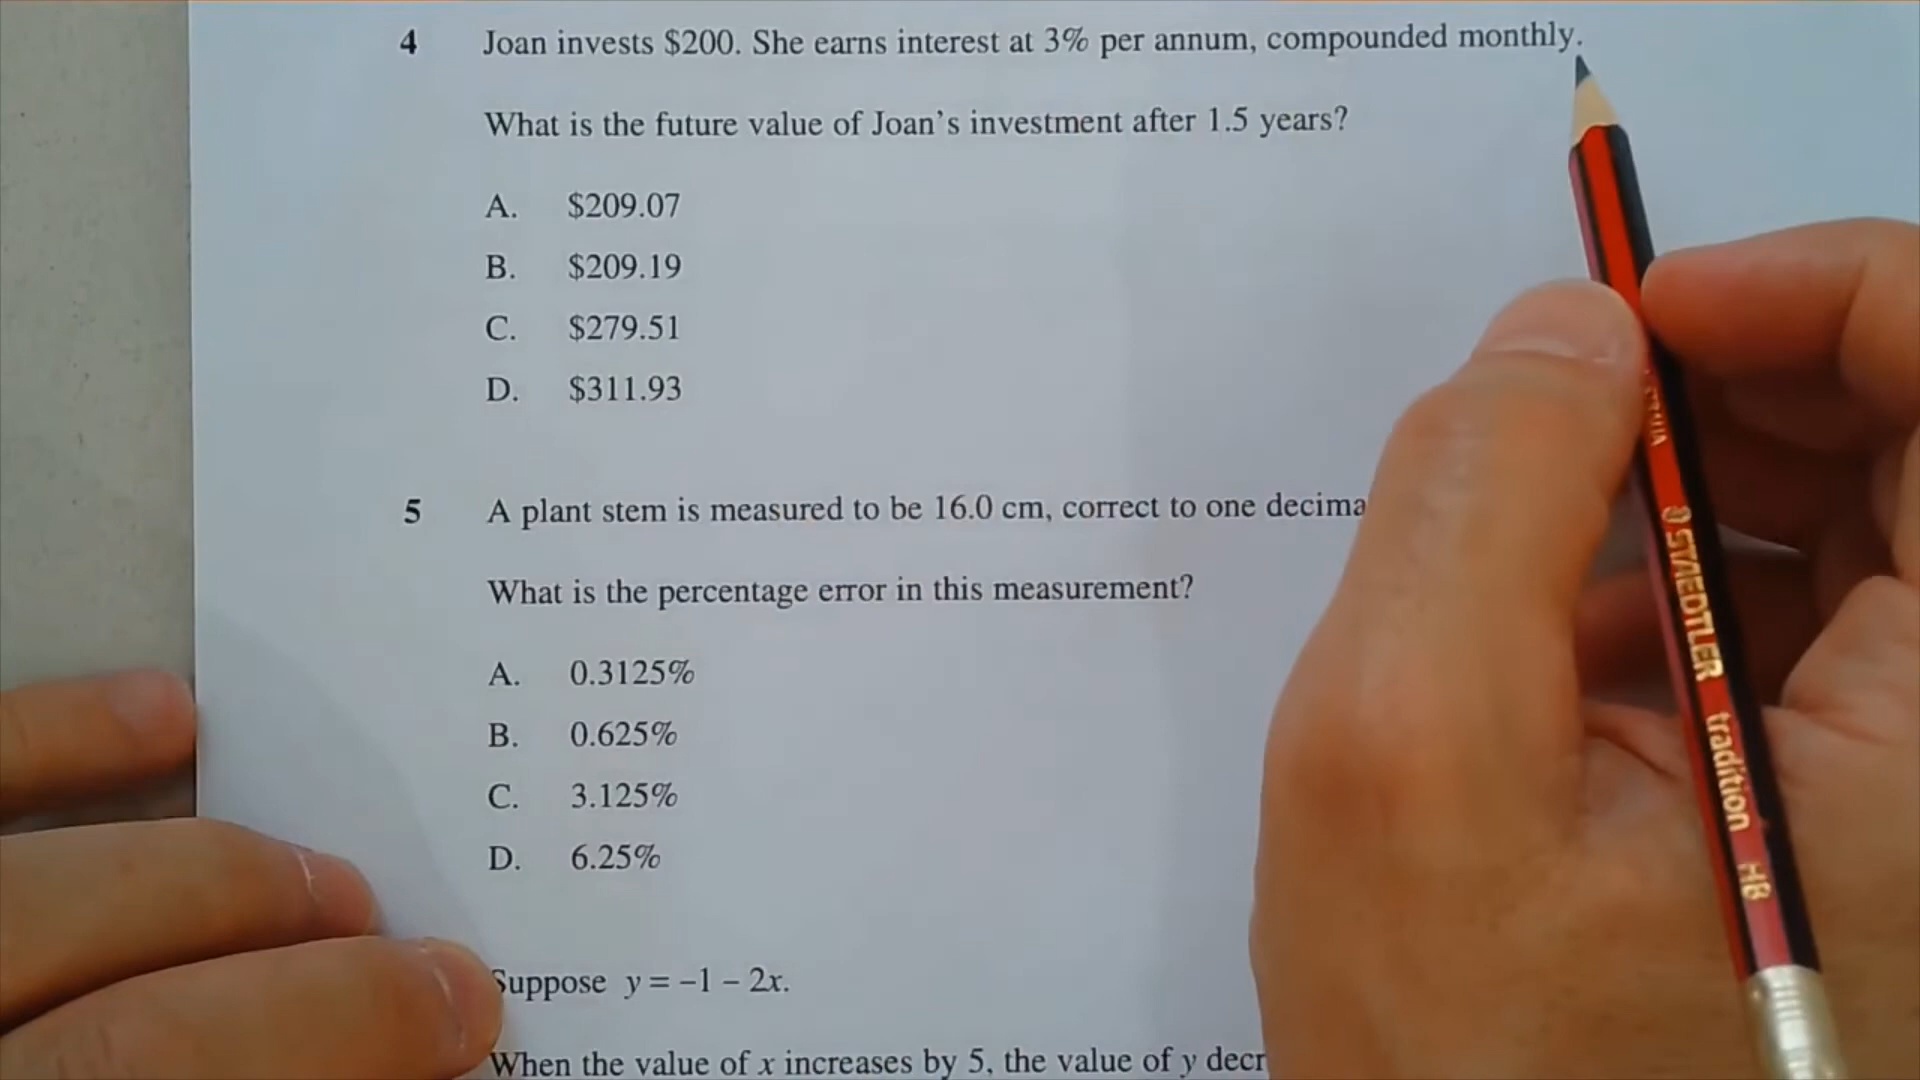 4 Joan invests $200. She earns interest at 3% per annum, compounded monthly.
What is the future value of Joan's investment after 1.5 years?
A. $209.07
B. $209.19
C. $279.51
D. $311.93
5 A plant stem is measured to be 16.0 cm, correct to one decima
What is the percentage error in this measurement?
A. 0.3125%
B. 0.625%
C. 3.125%
D. 6.25%
Suppose y = –1 – 2x.
When the value of x increases by 5, the value of y decr
STAEDTLER tradition HB